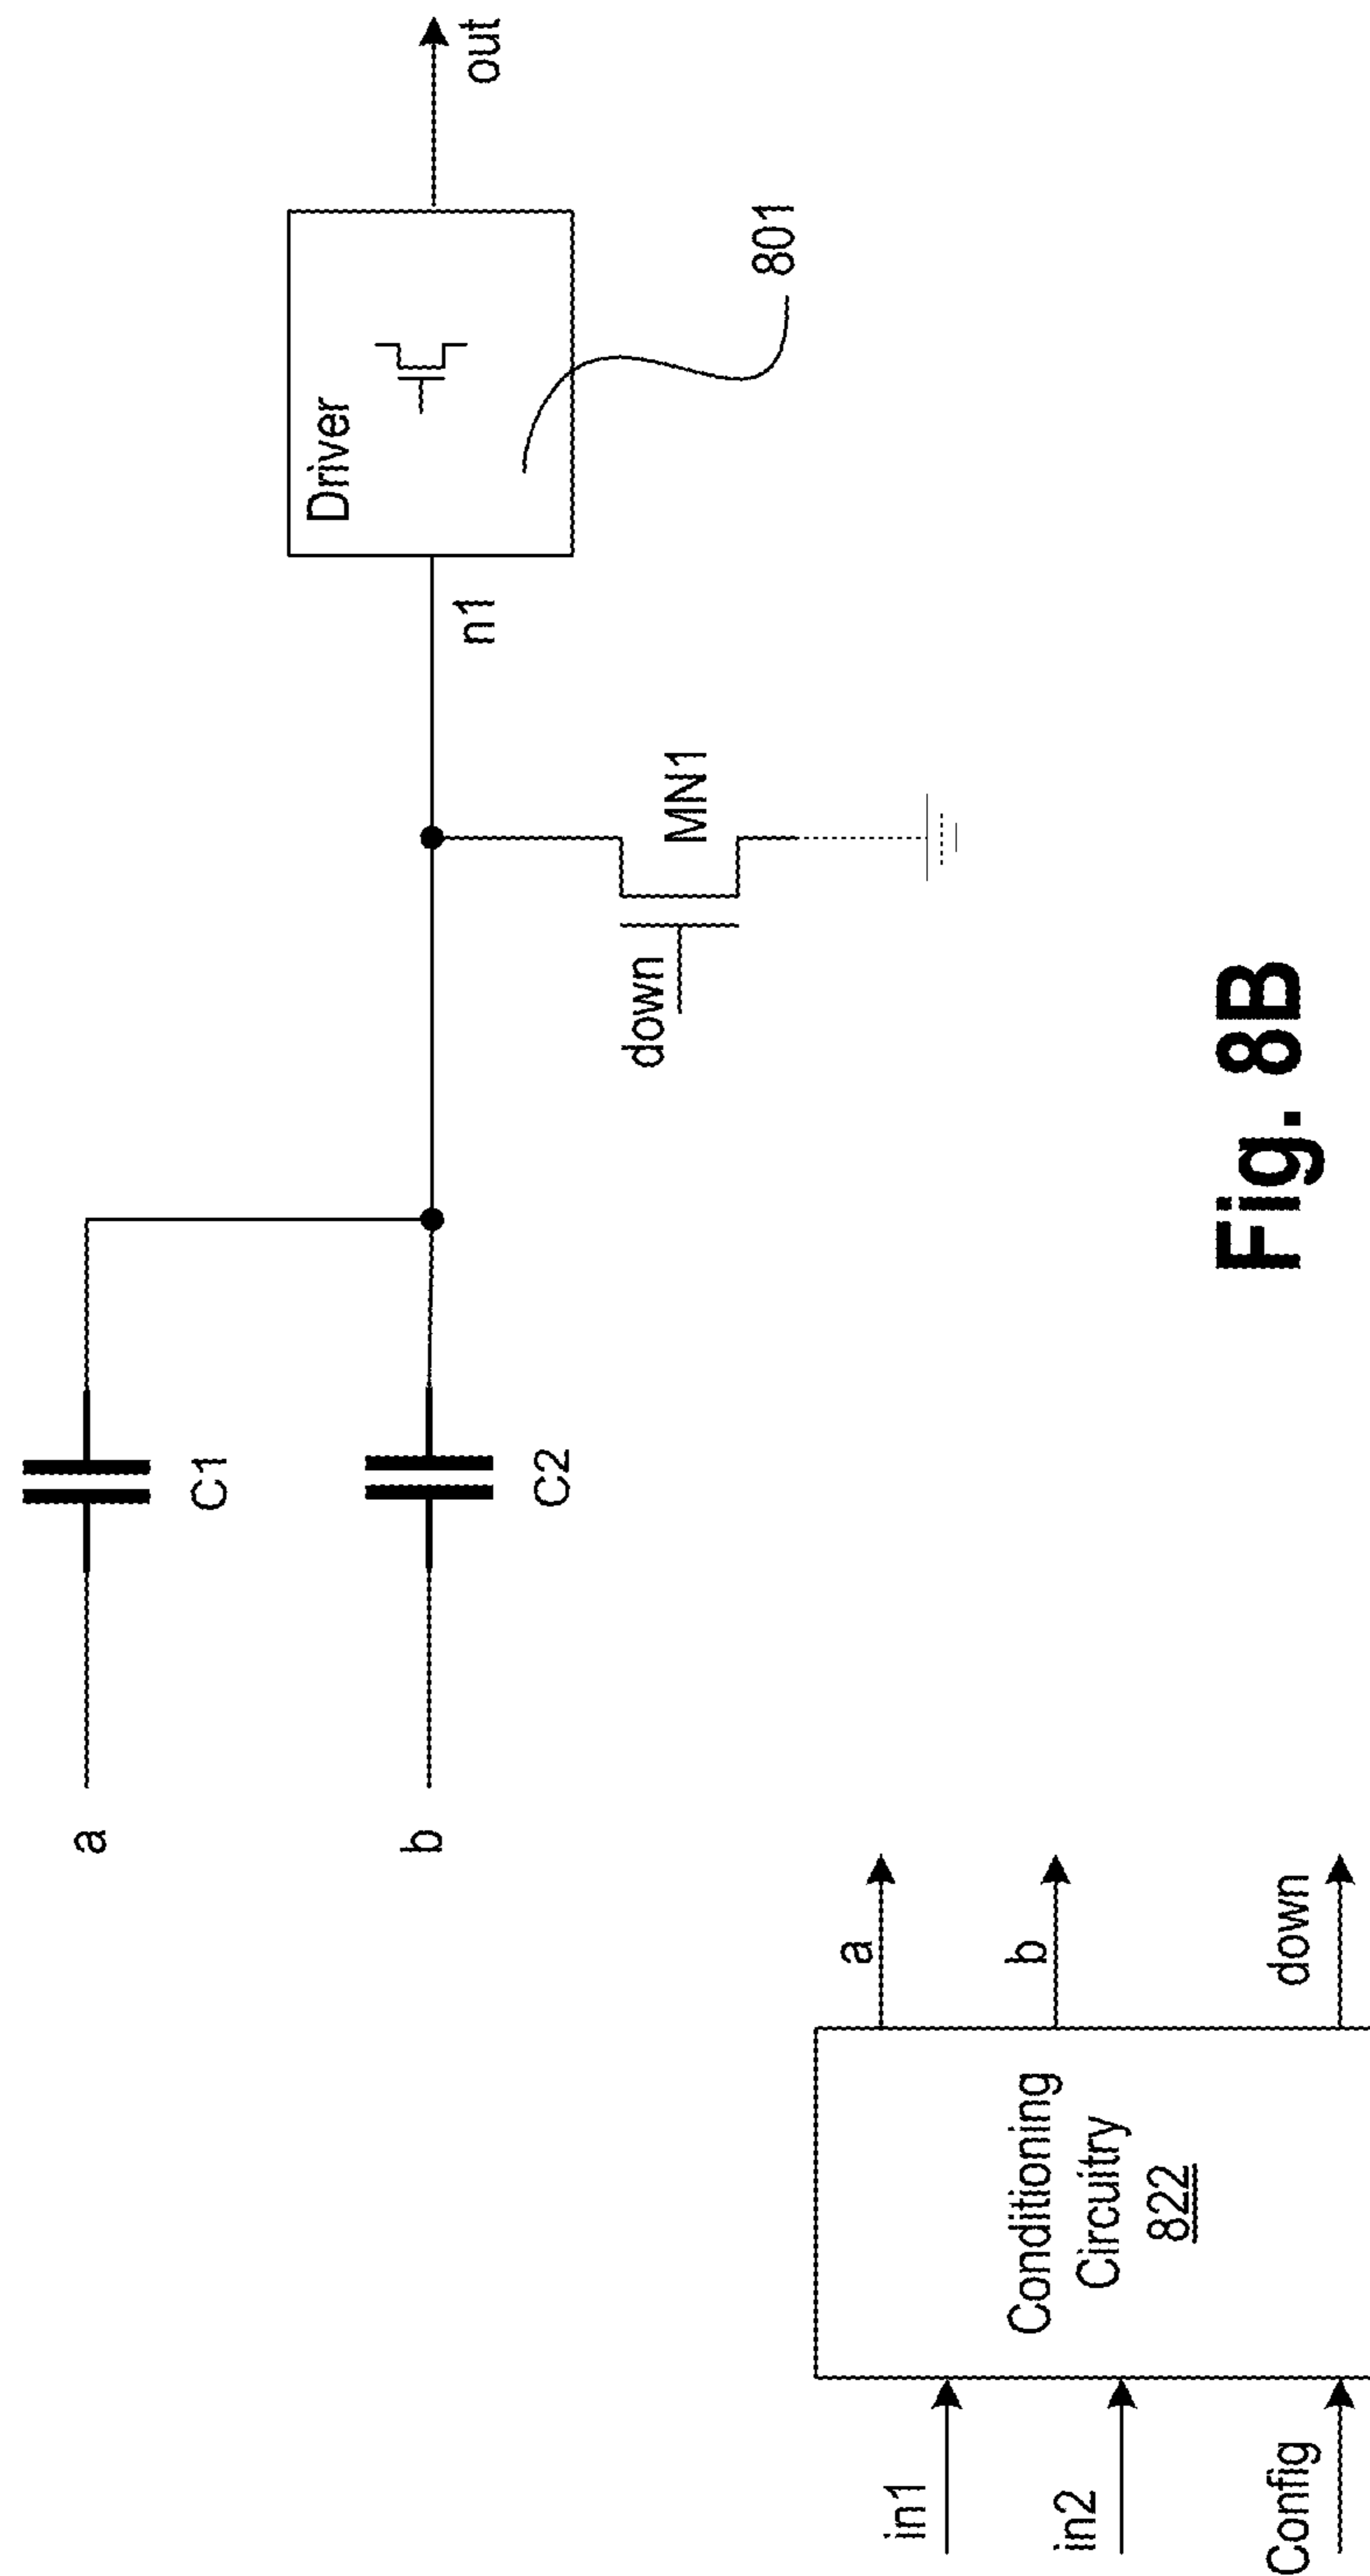 a
C1
b
C2
n1
Driver
out
801
down
MN1
in1
in2
Config
Conditioning
Circuitry
822
a
b
down
Fig. 8B